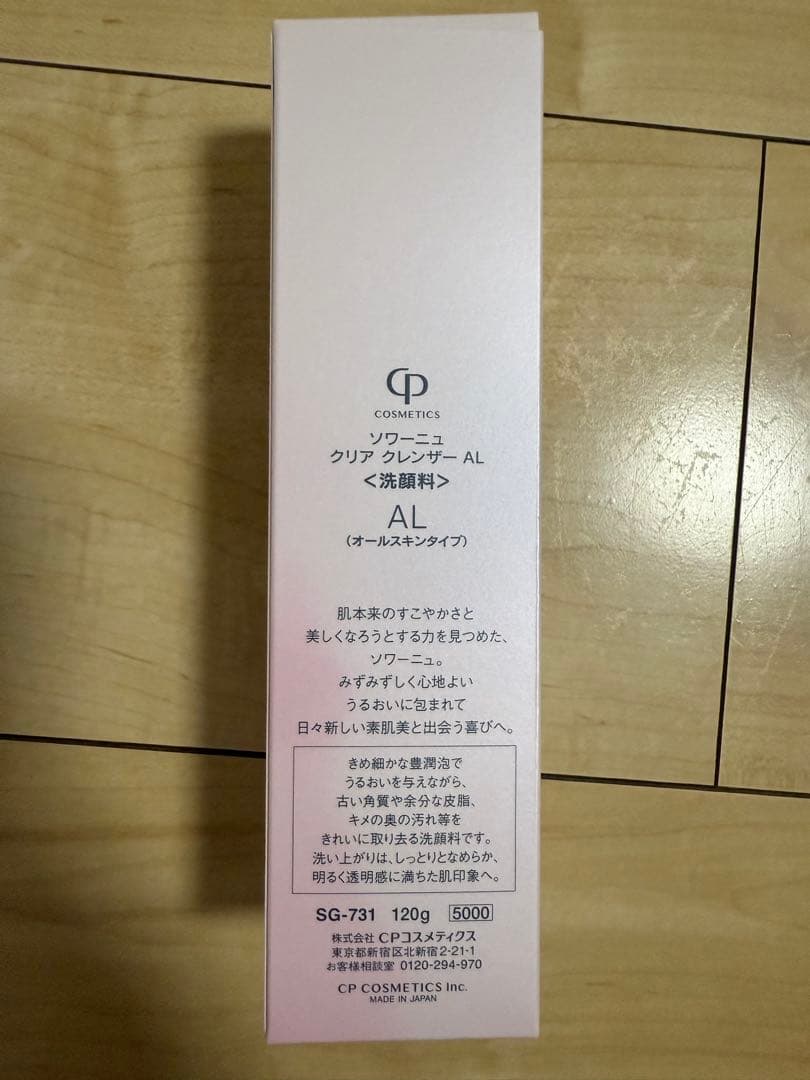 CP
COSMETICS
ソワーニュ
クリア クレンザー AL
<洗顔料>
AL
(オールスキンタイプ)
肌本来のすこやかさと
美しくなろうとする力を見つめた、
ソワーニュ。
みずみずしく心地よい
うるおいに包まれて
日々新しい素肌美と出会う喜びへ。
きめ細かな豊潤泡で
うるおいを与えながら、
古い角質や余分な皮脂、
キメの奥の汚れ等を
きれいに取り去る洗顔料です。
洗い上がりは、しっとりとなめらか、
明るく透明感に満ちた肌印象へ。
SG-731 120g 5000
株式会社 CPコスメティクス
東京都新宿区北新宿2-21-1
お客様相談室 0120-294-970
CP COSMETICS Inc.
MADE IN JAPAN